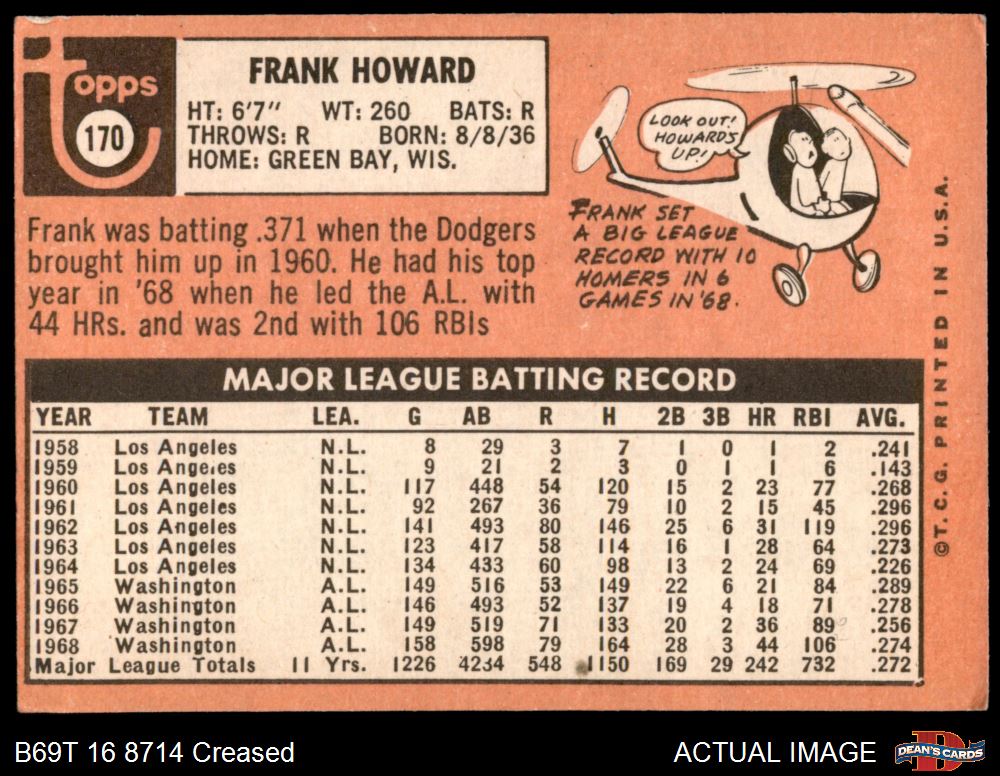 topps
170
FRANK HOWARD
HT: 6'7" WT: 260 BATS: R
THROWS: R BORN: 8/8/36
HOME: GREEN BAY, WIS.
Frank was batting .371 when the Dodgers
brought him up in 1960. He had his top
year in '68 when he led the A.L. with
44 HRs. and was 2nd with 106 RBIs
LOOK OUT!
HOWARD'S
UP!
FRANK SET
A BIG LEAGUE
RECORD WITH 10
HOMERS IN 6
GAMES IN '68.
MAJOR LEAGUE BATTING RECORD
YEAR TEAM LEA. G AB R H 2B 3B HR RBI AVG.
1958 Los Angeles N.L. 8 29 3 7 1 0 1 2 .241
1959 Los Angeles N.L. 9 21 2 3 0 1 1 6 .143
1960 Los Angeles N.L. 117 448 54 120 15 2 23 77 .268
1961 Los Angeles N.L. 92 267 36 79 10 2 15 45 .296
1962 Los Angeles N.L. 141 493 80 146 25 6 31 119 .296
1963 Los Angeles N.L. 123 417 58 114 16 1 28 64 .273
1964 Los Angeles N.L. 134 433 60 98 13 2 24 69 .226
1965 Washington A.L. 149 516 53 149 22 6 21 84 .289
1966 Washington A.L. 146 493 52 137 19 4 18 71 .278
1967 Washington A.L. 149 519 71 133 20 2 36 89 .256
1968 Washington A.L. 158 598 79 164 28 3 44 106 .274
Major League Totals 11 Yrs. 1226 4234 548 1150 169 29 242 732 .272
©T.C.G. PRINTED IN U.S.A.
B69T 16 8714 Creased
ACTUAL IMAGE
D
DEAN'S CARDS